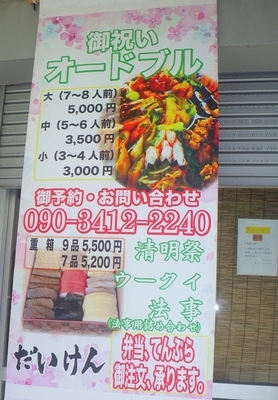 御祝い
オードブル
大(7〜8人前)
5,000円
中(5〜6人前)
3,500円
小(3〜4人前)
3,000円
御予約・お問い合わせ
090-3412-2240
重箱 9品5,500円
7品5,200円
清明祭
ウークイ
法事
(法事用詰め合わせ)
だいけん
弁当、てんぷら
御注文、承ります。